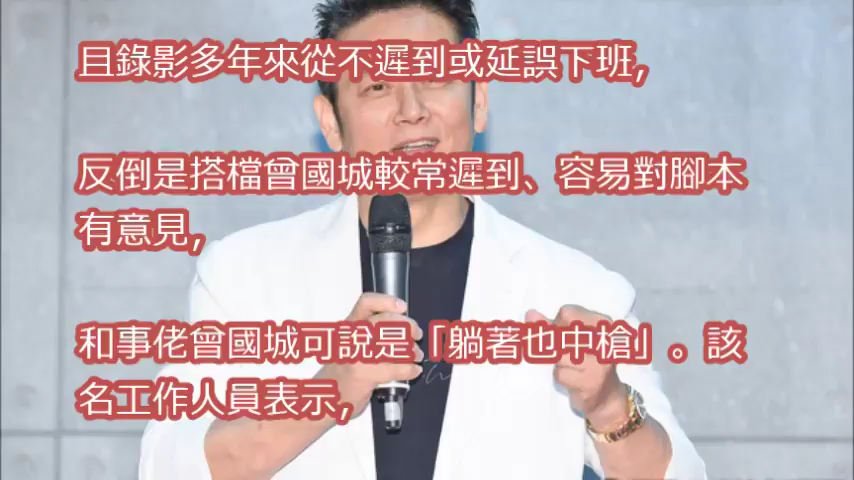 且錄影多年來從不遲到或延誤下班，
反倒是搭檔曾國城較常遲到、容易對腳本
有意見，
和事佬曾國城可說是「躺著也中槍」。該
名工作人員表示，